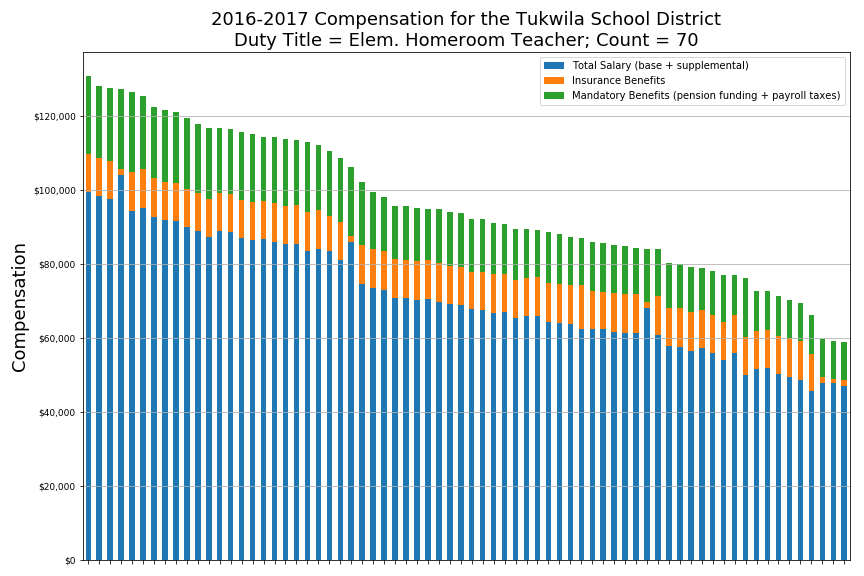 2016-2017 Compensation for the Tukwila School District
Duty Title = Elem. Homeroom Teacher; Count = 70
Total Salary (base + supplemental)
Insurance Benefits
Mandatory Benefits (pension funding + payroll taxes)
Compensation
$120,000
$100,000
$80,000
$60,000
$40,000
$20,000
$0